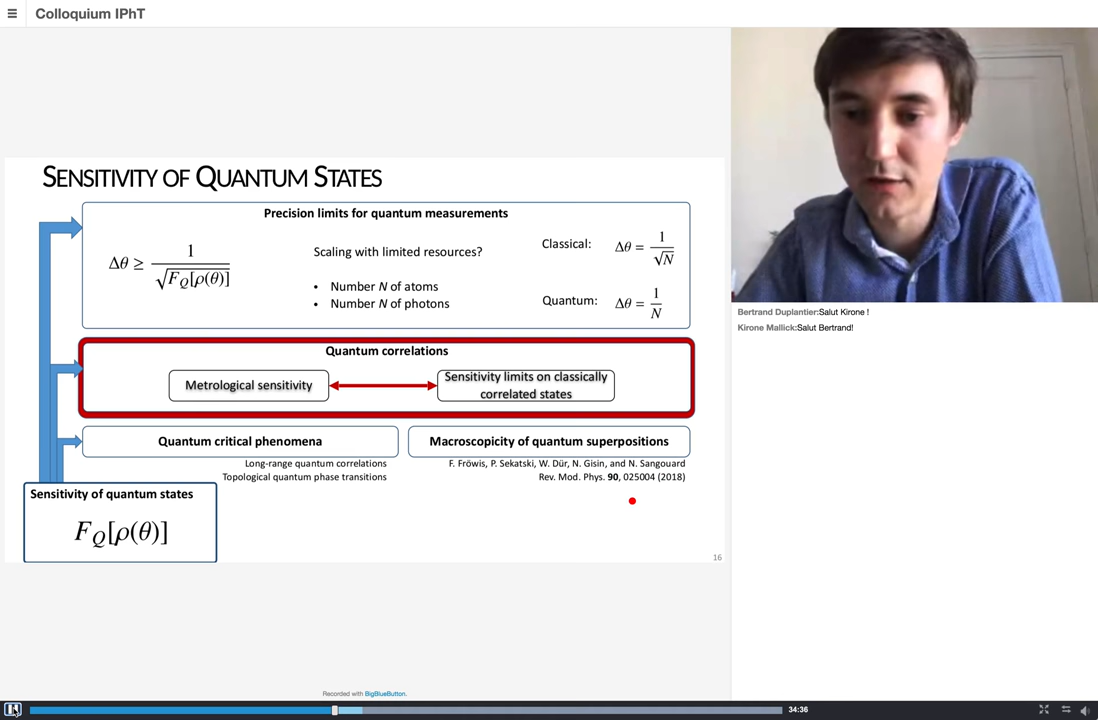 Colloquium IPhT
SENSITIVITY OF QUANTUM STATES
Precision limits for quantum measurements
Δθ ≥ 1 / √F_Q[ρ(θ)]
Scaling with limited resources?
• Number N of atoms
• Number N of photons
Classical: Δθ = 1 / √N
Quantum: Δθ = 1 / N
Quantum correlations
Metrological sensitivity
Sensitivity limits on classically
correlated states
Quantum critical phenomena
Long-range quantum correlations
Topological quantum phase transitions
Macroscopicity of quantum superpositions
F. Fröwis, P. Sekatski, W. Dür, N. Gisin, and N. Sangouard
Rev. Mod. Phys. 90, 025004 (2018)
Sensitivity of quantum states
F_Q[ρ(θ)]
16
Bertrand Duplantier:Salut Kirone !
Kirone Mallick:Salut Bertrand!
Recorded with BigBlueButton.
34:36